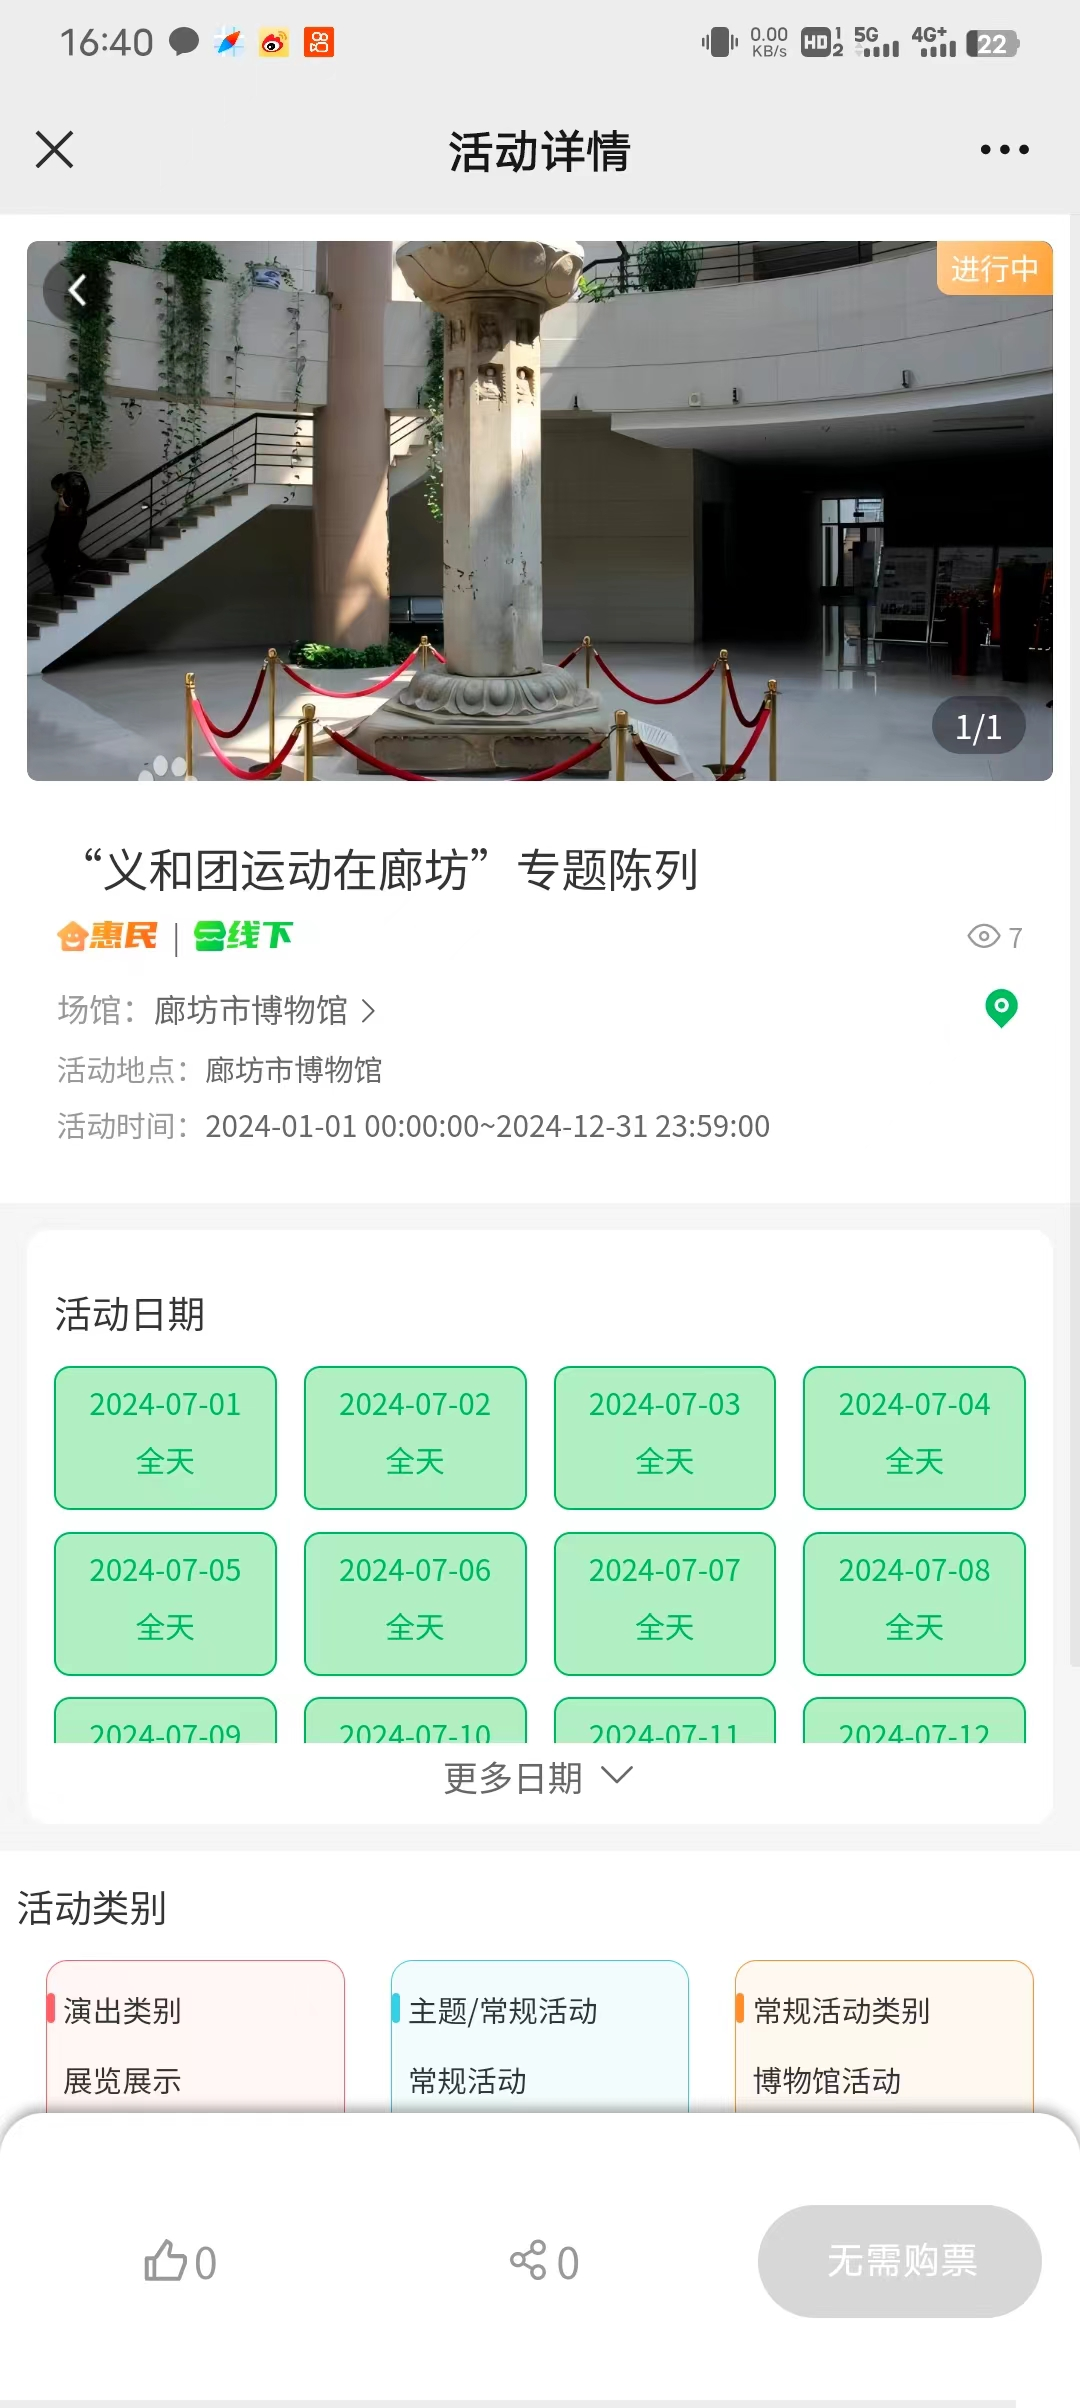 16:40
0.00 KB/s HD 1 2 5G 4G+ 22
活动详情
进行中
1/1
“义和团运动在廊坊”专题陈列
惠民 | 线下
7
场馆：廊坊市博物馆
活动地点：廊坊市博物馆
活动时间：2024-01-01 00:00:00~2024-12-31 23:59:00
活动日期
2024-07-01 2024-07-02 2024-07-03 2024-07-04
全天 全天 全天 全天
2024-07-05 2024-07-06 2024-07-07 2024-07-08
全天 全天 全天 全天
2024-07-09 2024-07-10 2024-07-11 2024-07-12
更多日期
活动类别
演出类别 主题/常规活动 常规活动类别
展览展示 常规活动 博物馆活动
0 0 无需购票